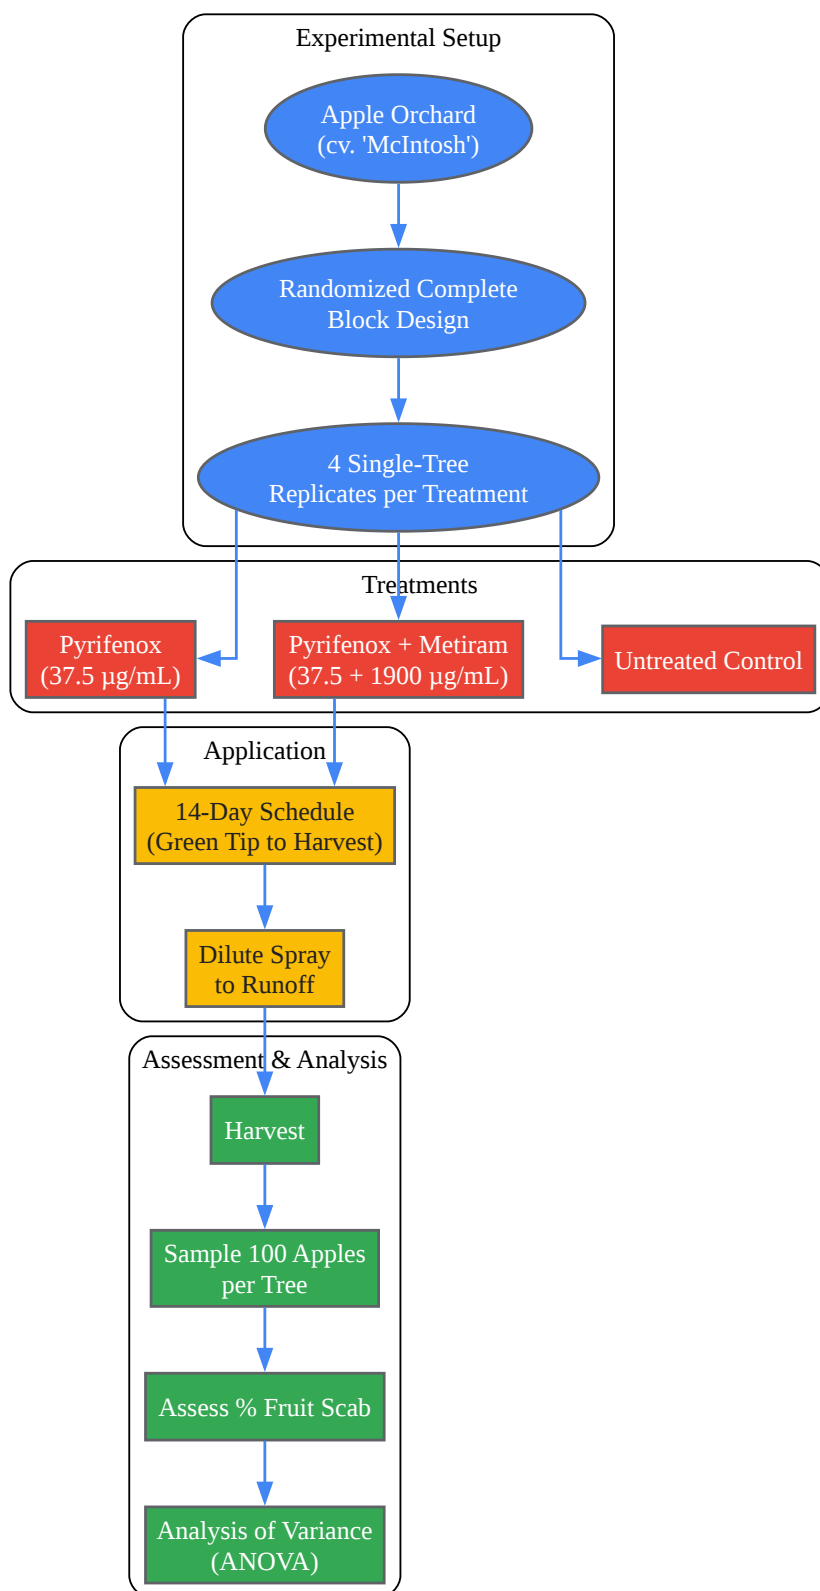 Experimental Setup
Apple Orchard
(cv. 'McIntosh')
Randomized Complete
Block Design
4 Single-Tree
Replicates per Treatment
Treatments
Pyrifenox
(37.5 µg/mL)
Pyrifenox + Metiram
(37.5 + 1900 µg/mL)
Untreated Control
Application
14-Day Schedule
(Green Tip to Harvest)
Dilute Spray
to Runoff
Assessment & Analysis
Harvest
Sample 100 Apples
per Tree
Assess % Fruit Scab
Analysis of Variance
(ANOVA)